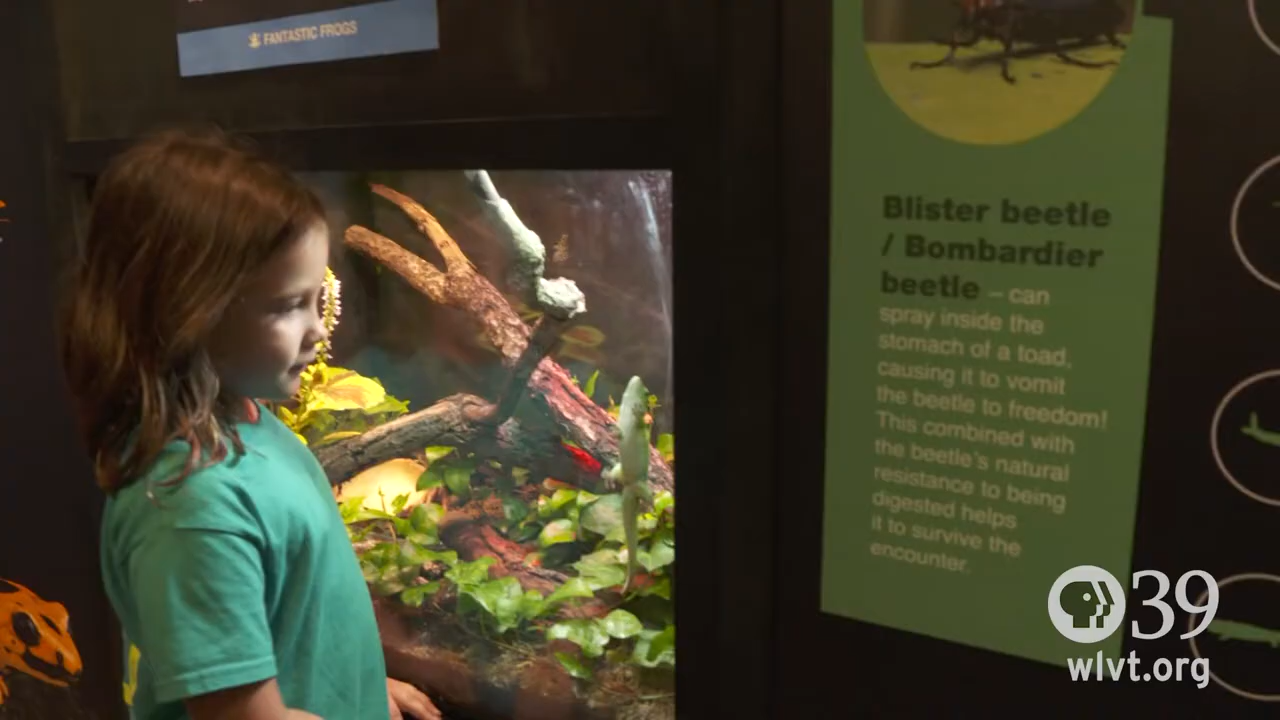 FANTASTIC FROGS
Blister beetle
/ Bombardier
beetle – can
spray inside the
stomach of a toad,
causing it to vomit
the beetle to freedom!
This combined with
the beetle's natural
resistance to being
digested helps
it to survive the
encounter.
39
wlvt.org